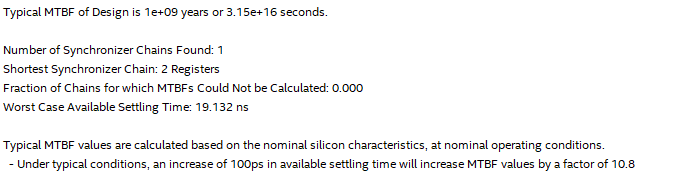 Typical MTBF of Design is 1e+09 years or 3.15e+16 seconds.
Number of Synchronizer Chains Found: 1
Shortest Synchronizer Chain: 2 Registers
Fraction of Chains for which MTBFs Could Not be Calculated: 0.000
Worst Case Available Settling Time: 19.132 ns
Typical MTBF values are calculated based on the nominal silicon characteristics, at nominal operating conditions.
- Under typical conditions, an increase of 100ps in available settling time will increase MTBF values by a factor of 10.8